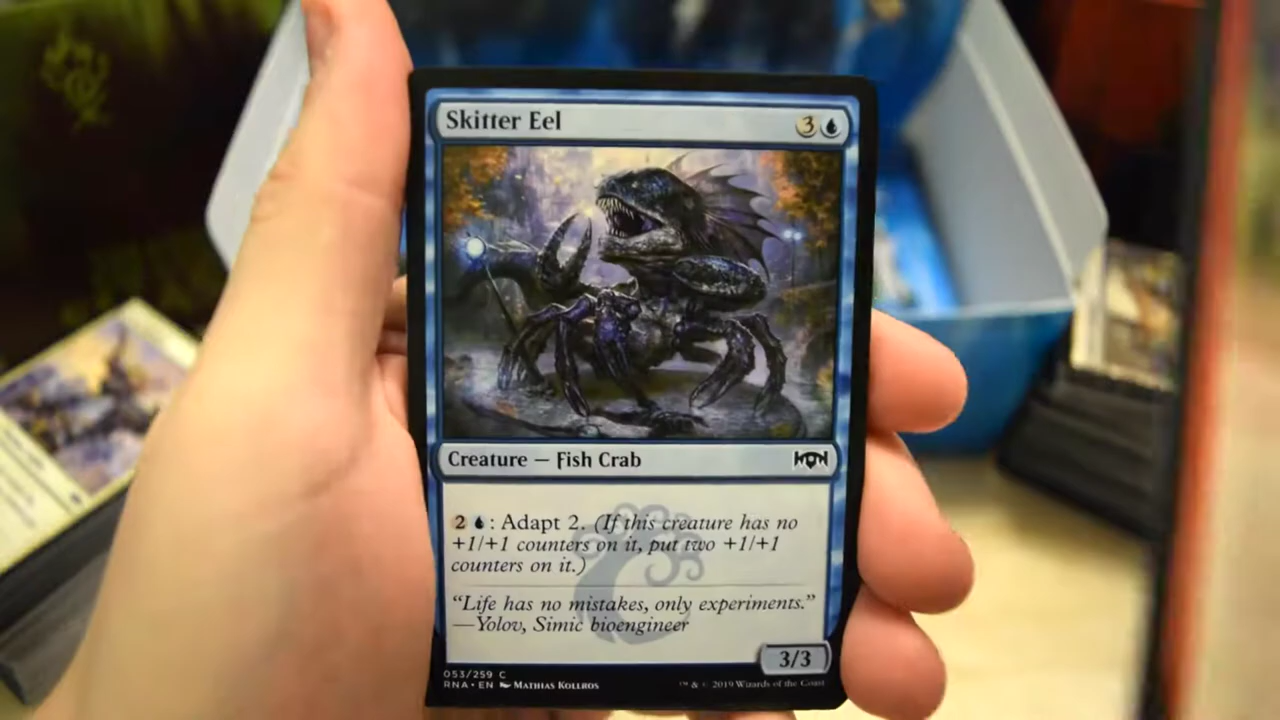 Skitter Eel 3
Creature — Fish Crab
2 : Adapt 2. (If this creature has no
+1/+1 counters on it, put two +1/+1
counters on it.)
“Life has no mistakes, only experiments.”
—Yolov, Simic bioengineer
3/3
053/259 C
RNA • EN Mathias Kollros
™ & © 2019 Wizards of the Coast